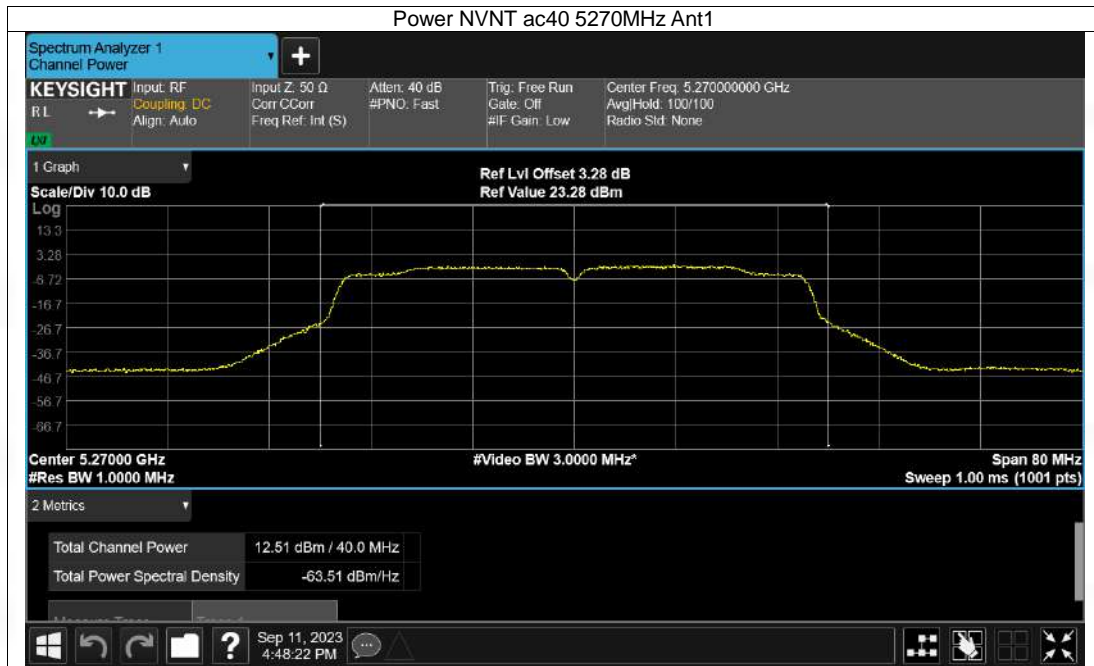 Power NVNT ac40 5270MHz Ant1
Spectrum Analyzer 1
Channel Power
KEYSIGHT
R L
Input: RF
Coupling: DC
Align: Auto
Input Z: 50 Ω
Corr CCorr
Freq Ref: Int (S)
Atten: 40 dB
#PNO: Fast
Trig: Free Run
Gate: Off
#IF Gain: Low
Center Freq: 5.270000000 GHz
Avg|Hold: 100/100
Radio Std: None
LXI
1 Graph
Ref Lvl Offset 3.28 dB
Scale/Div 10.0 dB
Ref Value 23.28 dBm
Log
13.3
3.28
-6.72
-16.7
-26.7
-36.7
-46.7
-56.7
-66.7
Center 5.27000 GHz
#Video BW 3.0000 MHz*
Span 80 MHz
#Res BW 1.0000 MHz
Sweep 1.00 ms (1001 pts)
2 Metrics
Total Channel Power 12.51 dBm / 40.0 MHz
Total Power Spectral Density -63.51 dBm/Hz
?
Sep 11, 2023
4:48:22 PM